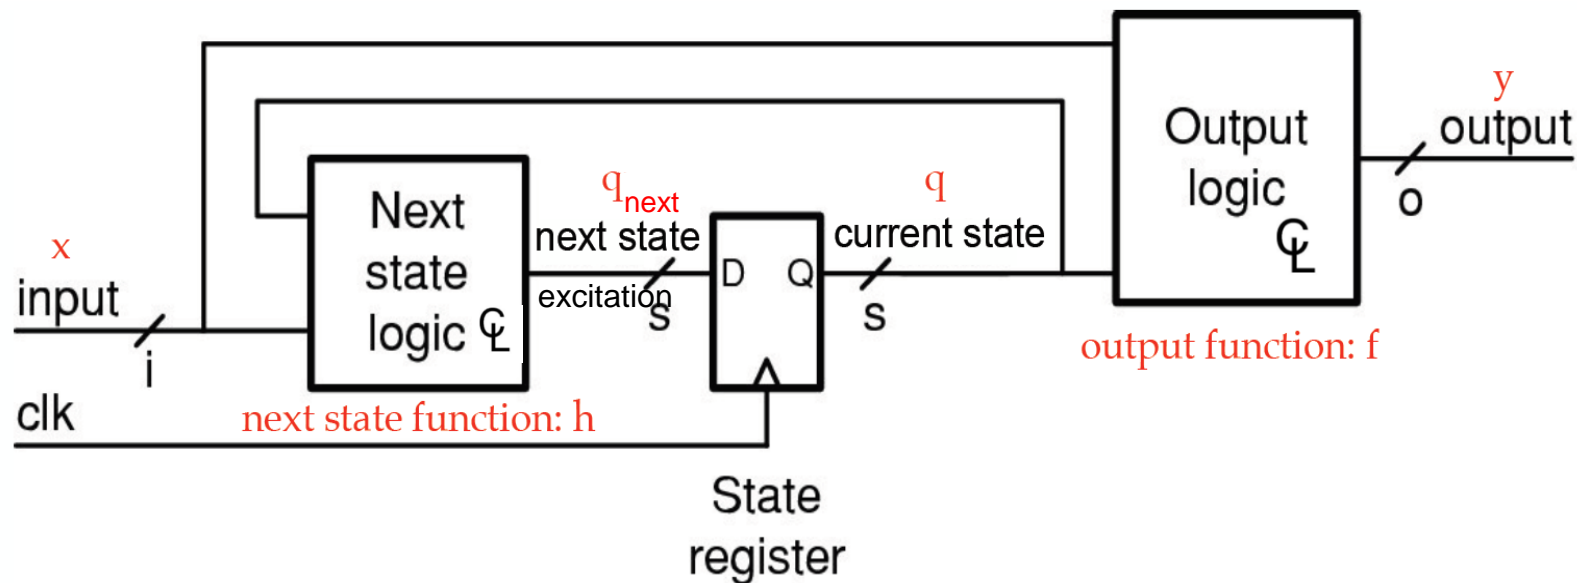 x
input
i
clk
Next
state
logic CL
next state function: h
qnext
next state
excitation
s
D Q
State
register
q
current state
s
Output
logic
CL
output function: f
y
output
o